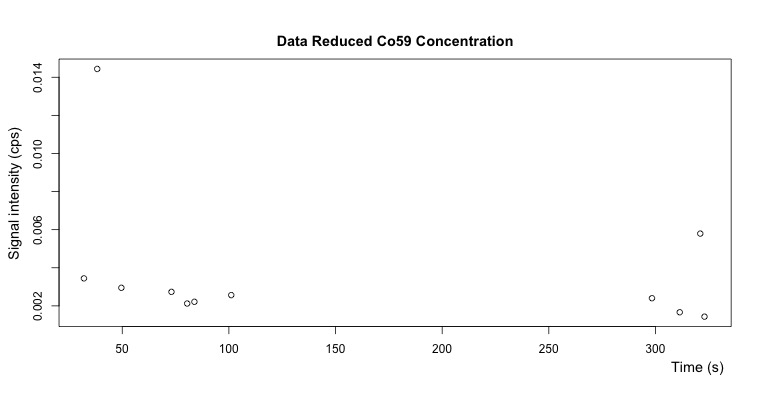 Data Reduced Co59 Concentration
Signal intensity (cps)
0.014
0.010
0.006
0.002
50 100 150 200 250 300
Time (s)